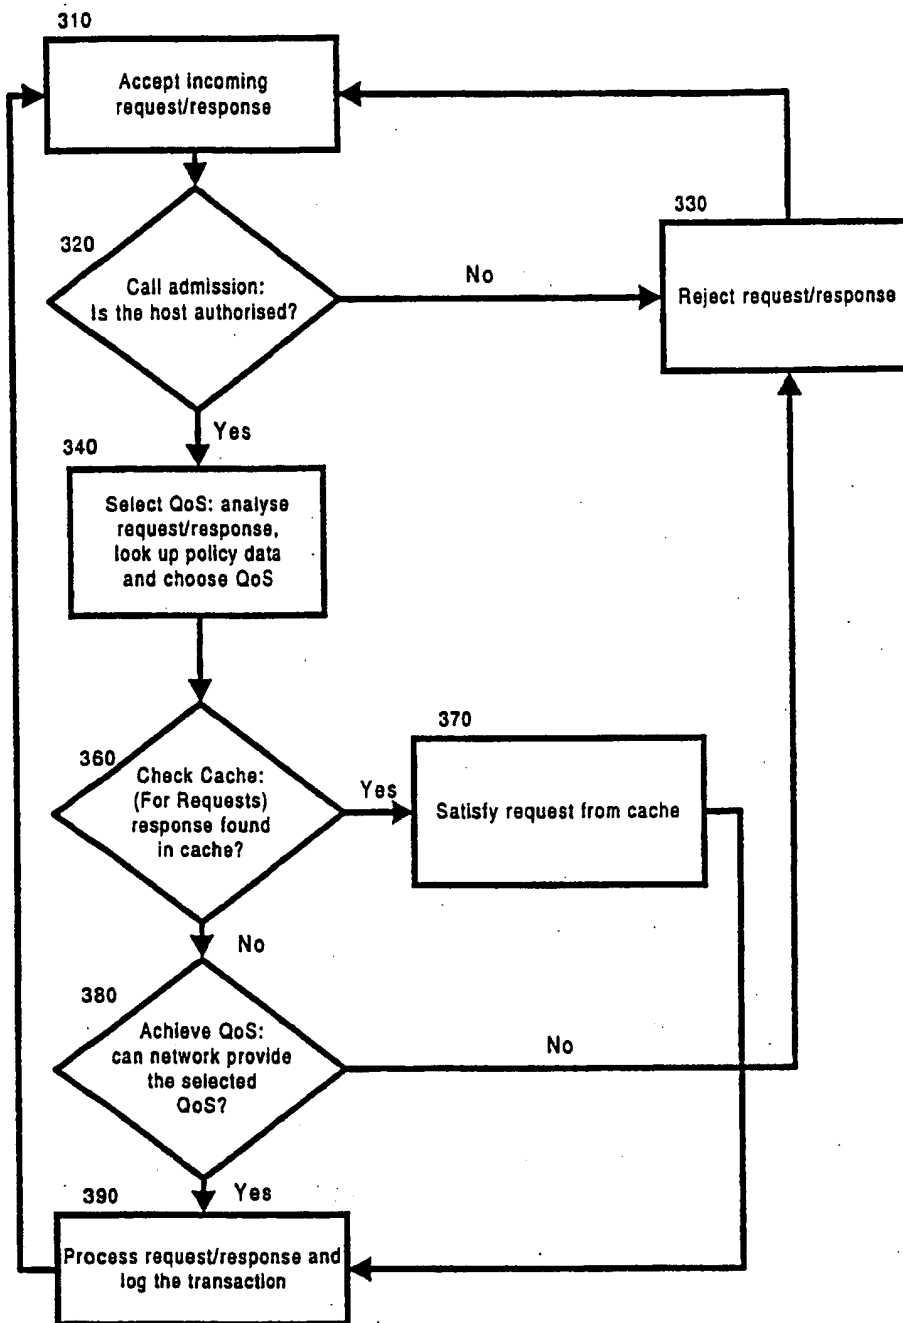 310
Accept incoming
request/response
320
Call admission:
Is the host authorised?
No
330
Reject request/response
Yes
340
Select QoS: analyse
request/response,
look up policy data
and choose QoS
360
Check Cache:
(For Requests)
response found
in cache?
Yes
370
Satisfy request from cache
No
380
Achieve QoS:
can network provide
the selected
QoS?
No
Yes
390
Process request/response and
log the transaction